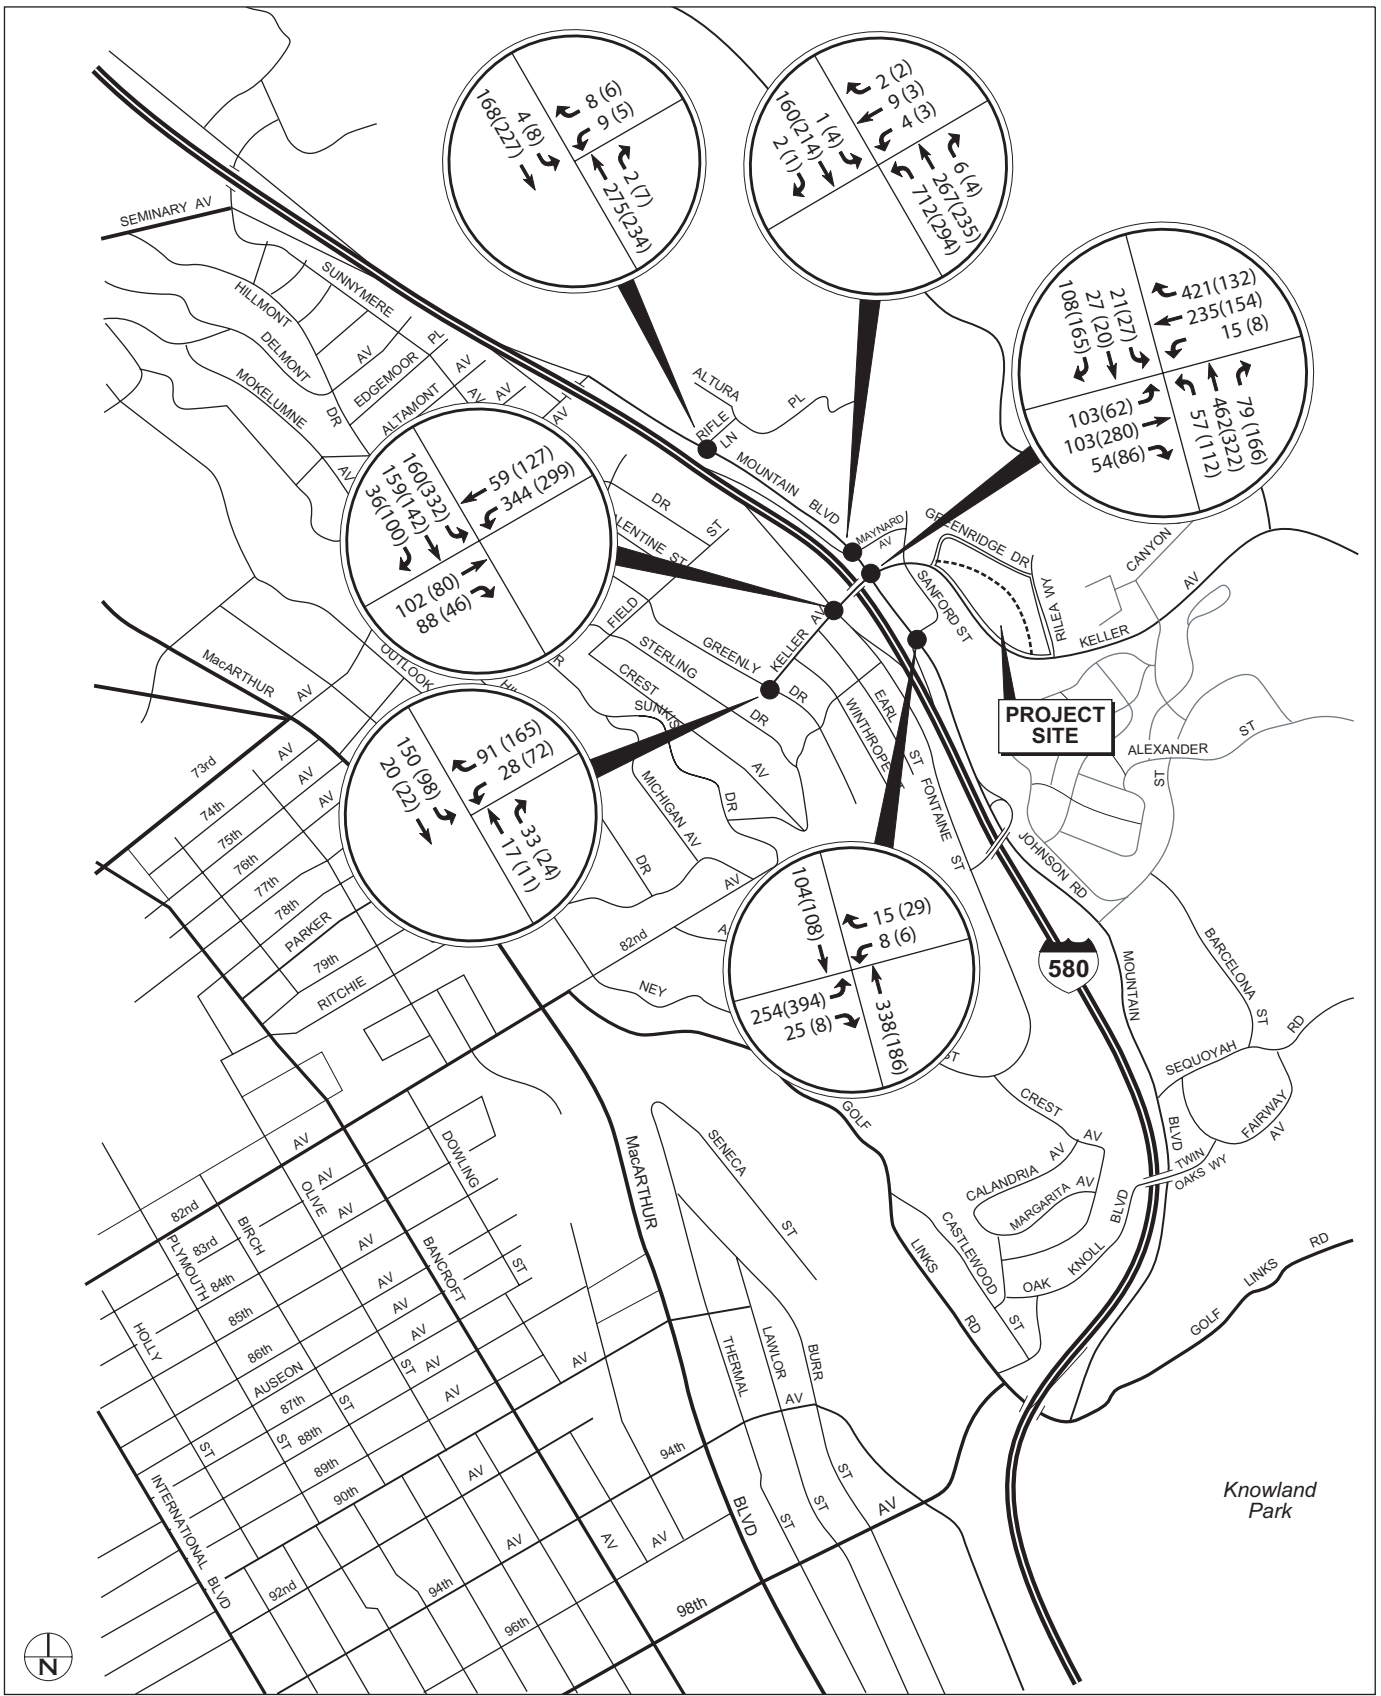 168(227)
4 (8)
8 (6)
9 (5)
2 (7)
275(234)
160(214)
1 (4)
2 (1)
2 (2)
9 (3)
4 (3)
6 (4)
267(235)
712(294)
108(165)
27 (20)
21(27)
421(132)
235(154)
15 (8)
103(62)
103(280)
54(86)
79 (166)
462(322)
57 (112)
160(332)
159(142)
36(100)
59 (127)
344 (299)
102 (80)
88 (46)
150 (98)
20 (22)
91 (165)
28 (72)
33 (24)
17 (11)
104(108)
15 (29)
8 (6)
254(394)
25 (8)
338(186)
SEMINARY AV
SUNNYMERE
PL
HILLMONT
DELMONT
AV
EDGEMOOR
AV
MOKELUMNE
DR
ALTAMONT
AV
AV
AV
AV
ALTURA
PL
RIFLE
LN
MOUNTAIN
BLVD
MAYNARD
AV
GREENRIDGE DR
CANYON
RILEA WY
SANFORD ST
KELLER
AV
DR
LENTINE ST
ST
FIELD
STERLING
DR
GREENLY
DR
KELLER AV
CREST
AV
SUNKIS
DR
MICHIGAN AV
DR
WINTHROPE
EARL
ST
FONTAINE
ST
PROJECT
SITE
ALEXANDER
ST
ST
JOHNSON RD
OUTLOOK
MacARTHUR
AV
73rd
74th
AV
75th
AV
76th
AV
77th
78th
PARKER
79th
RITCHIE
82nd
AV
NEY
580
MOUNTAIN
BLVD
BARCELONA
ST
SEQUOYAH
RD
FAIRWAY
AV
TWIN
OAKS WY
CREST
AV
CALANDRIA AV
MARGARITA AV
OAK
KNOLL
BLVD
CASTLEWOOD
ST
GOLF
LINKS
RD
GOLF
LINKS
RD
MacARTHUR
BLVD
SENECA
ST
THERMAL
ST
LAWLOR
ST
BURR
ST
DOWLING
ST
BANCROFT
AV
OLIVE
ST
BIRCH
ST
PLYMOUTH
ST
HOLLY
ST
INTERNATIONAL BLVD
82nd
AV
83rd
AV
84th
AV
85th
AV
86th
AV
AUSEON
AV
87th
AV
88th
AV
89th
AV
90th
AV
92nd
AV
94th
AV
94th
AV
96th
AV
98th
AV
Knowland
Park
N